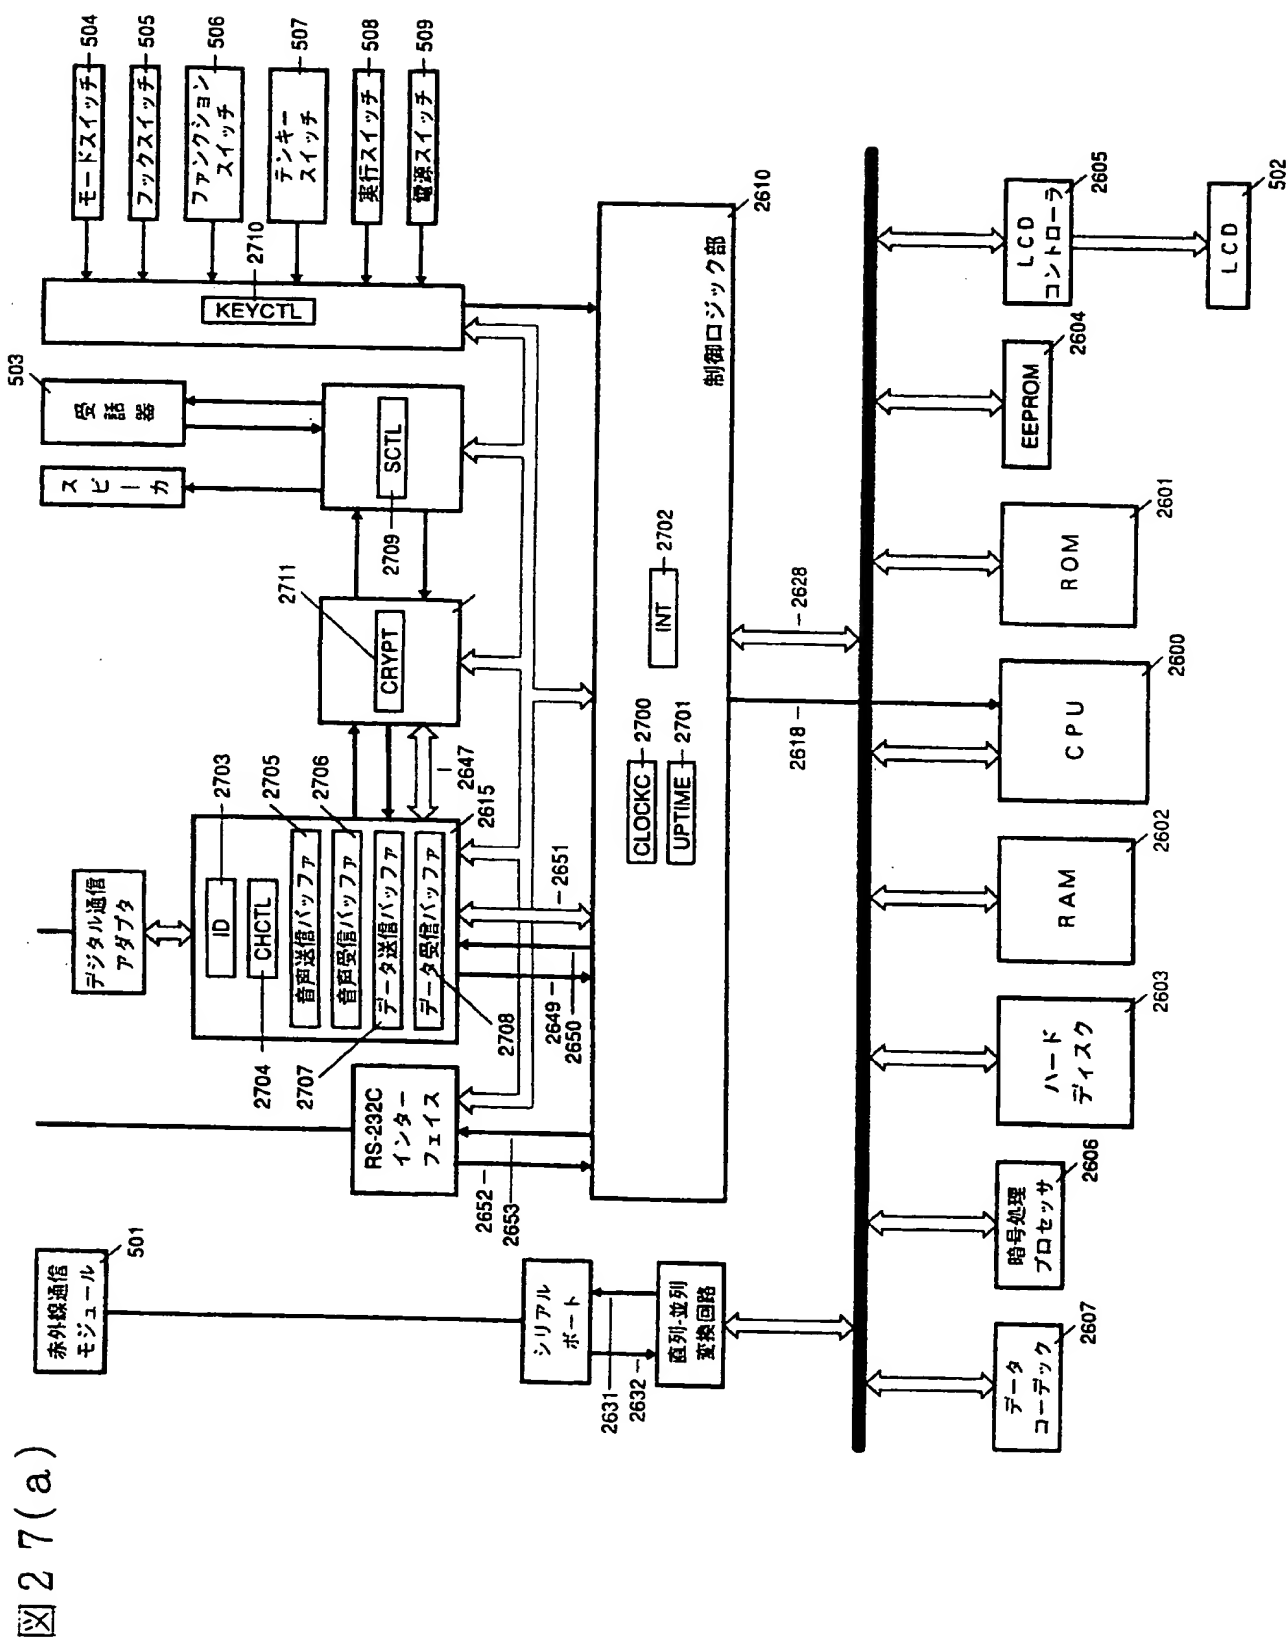 図27(a)
赤外線通信
モジュール
501
シリアル
ポート
2631
2632
直列-並列
変換回路
RS-232C
インター
フェイス
2652
2653
デジタル通信
アダプタ
ID
2703
CHCTL
2704
音声送信バッファ
2705
音声受信バッファ
2706
データ送信バッファ
2707
データ受信バッファ
2708
2615
2647
2649
2650
2651
CRYPT
2711
スピーカ
受話器
503
SCTL
2709
KEYCTL
2710
モードスイッチ
504
フックスイッチ
505
ファンクション
スイッチ
506
テンキー
スイッチ
507
実行スイッチ
508
電源スイッチ
509
CLOCKC
2700
UPTIME
2701
INT
2702
制御ロジック部
2610
2618
2628
データ
コーデック
2607
暗号処理
プロセッサ
2606
ハード
ディスク
2603
RAM
2602
CPU
2600
ROM
2601
EEPROM
2604
LCD
コントローラ
2605
LCD
502